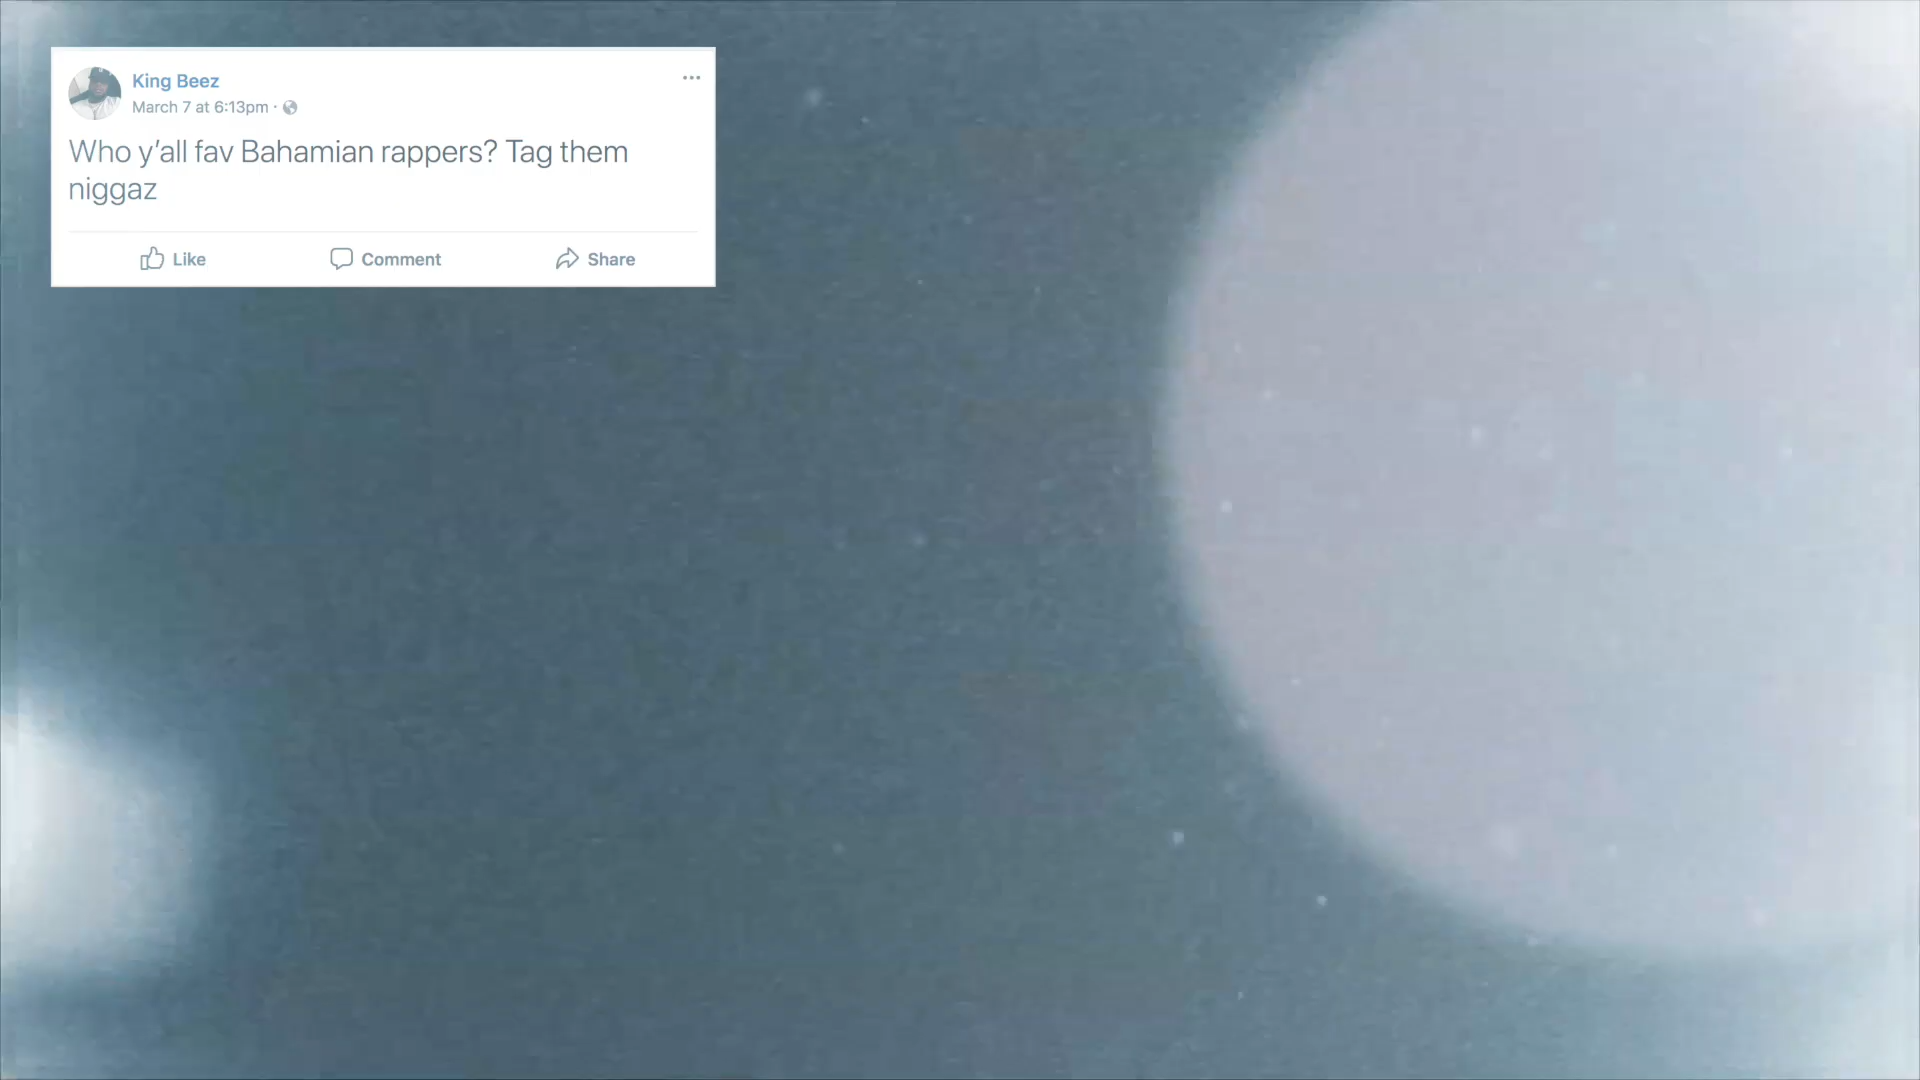 King Beez
March 7 at 6:13pm ·
Who y'all fav Bahamian rappers? Tag them
niggaz
Like Comment Share